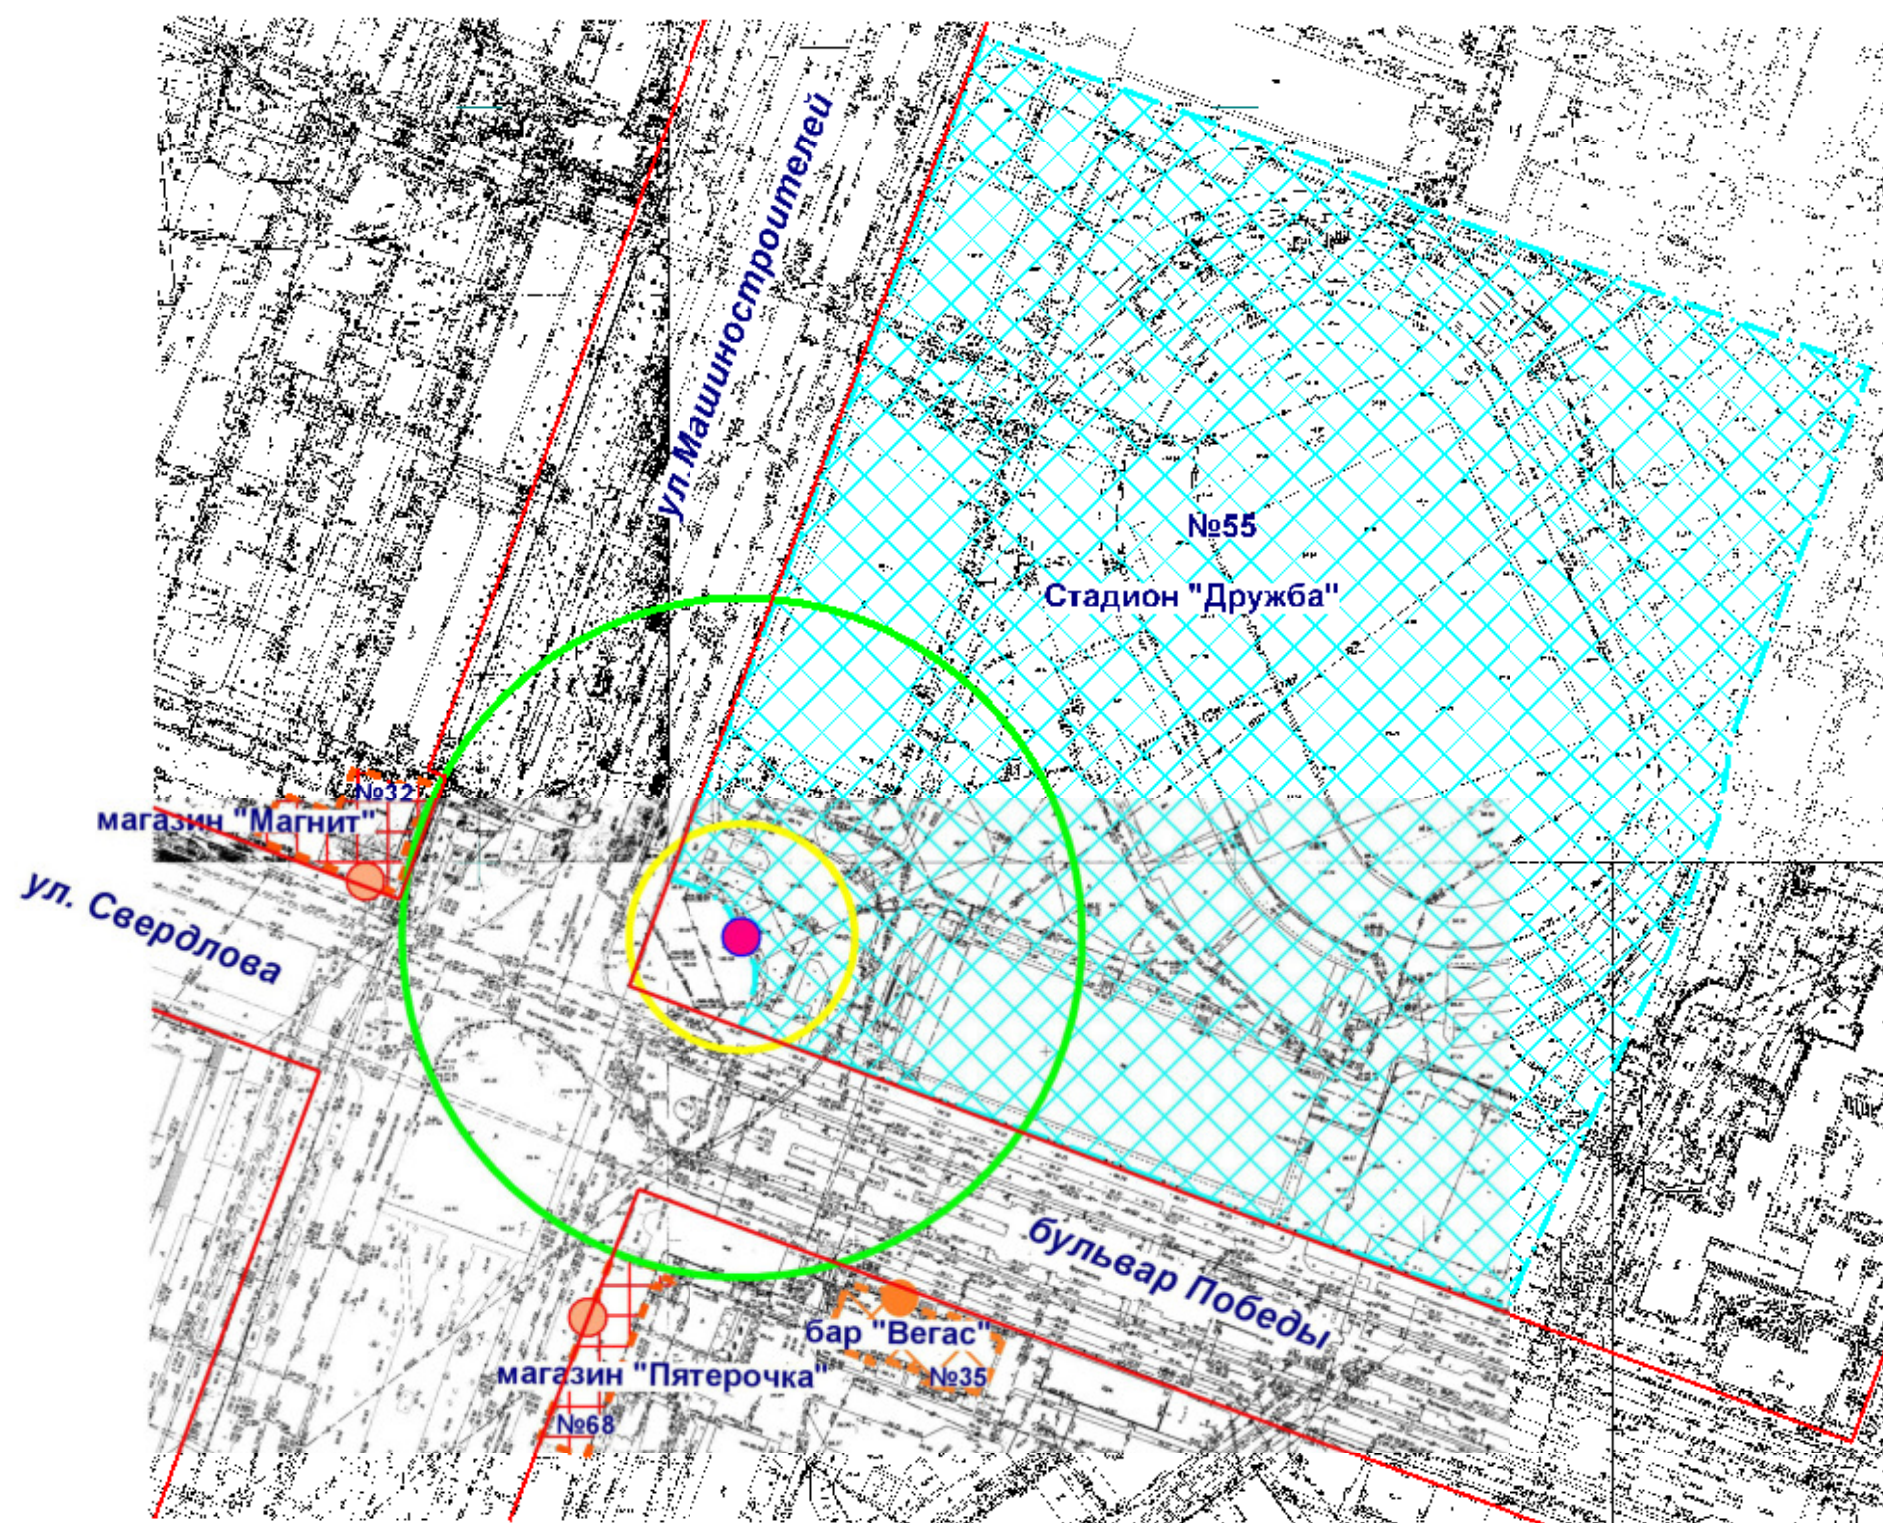 ул.Машиностроителей
№55
Стадион "Дружба"
№32
магазин "Магнит"
ул. Свердлова
бульвар Победы
бар "Вегас"
№35
магазин "Пятерочка"
№68